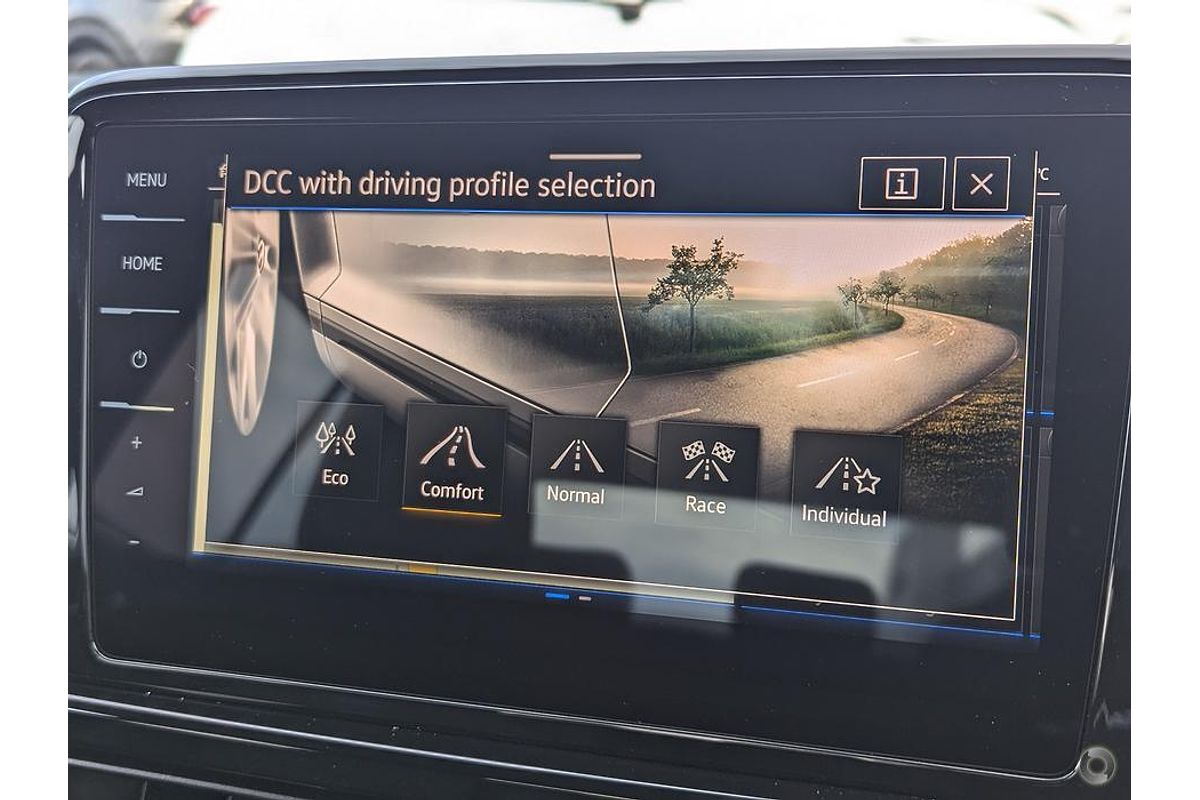 MENU
HOME
DCC with driving profile selection
i
°C
Eco
Comfort
Normal
Race
Individual
+
-